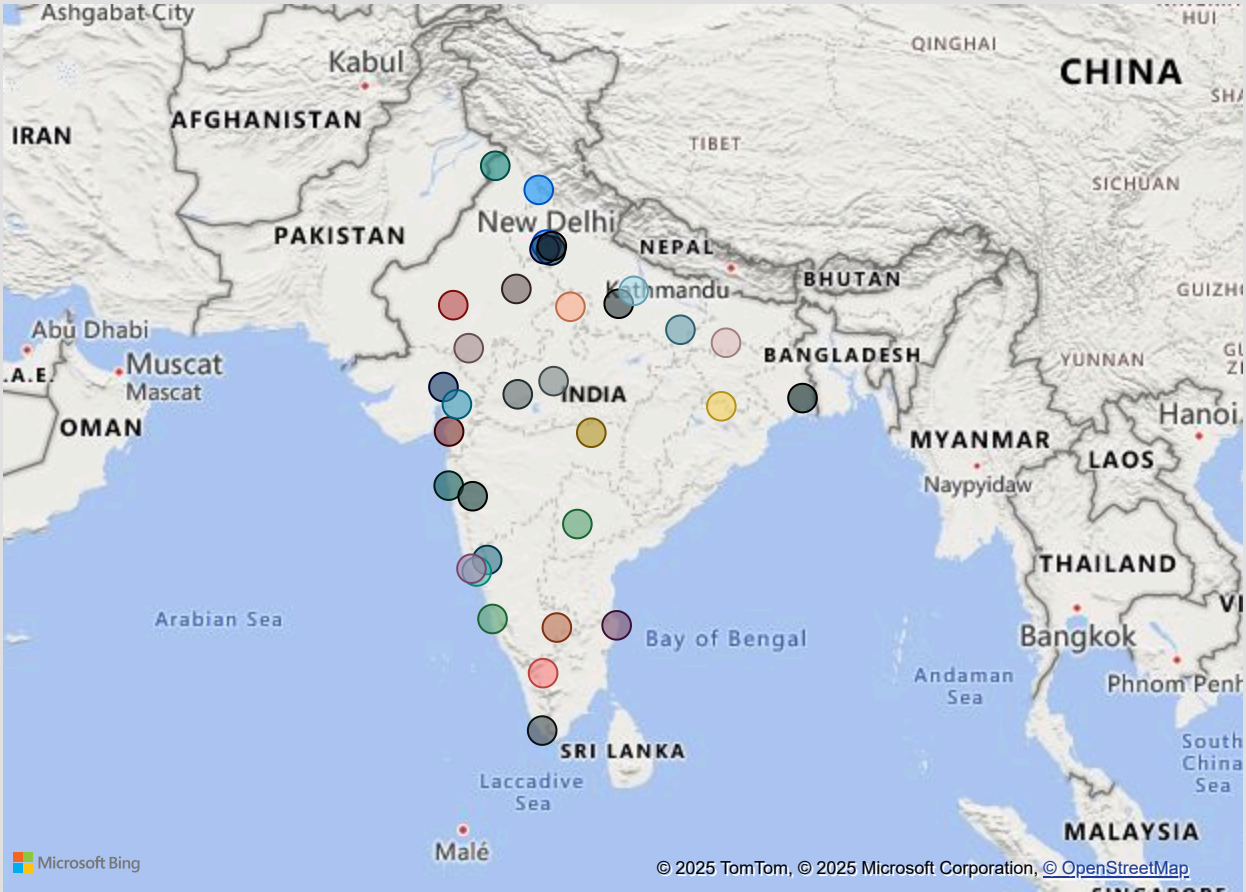 Ashgabat City
HUI
QINGHAI
Kabul
CHINA
SHA
AFGHANISTAN
IRAN
TIBET
SICHUAN
New Delhi
PAKISTAN
NEPAL
BHUTAN
Kathmandu
GUIZH
Abu Dhabi
Muscat
Mascat
.A.E.
BANGLADESH
YUNNAN
INDIA
OMAN
Hanoi
MYANMAR
LAOS
Naypyidaw
THAILAND
VI
Arabian Sea
Bay of Bengal
Bangkok
Andaman
Sea
Phnom Penh
SRI LANKA
South
China
Sea
Laccadive
Sea
MALAYSIA
Malé
Microsoft Bing
© 2025 TomTom, © 2025 Microsoft Corporation, © OpenStreetMap